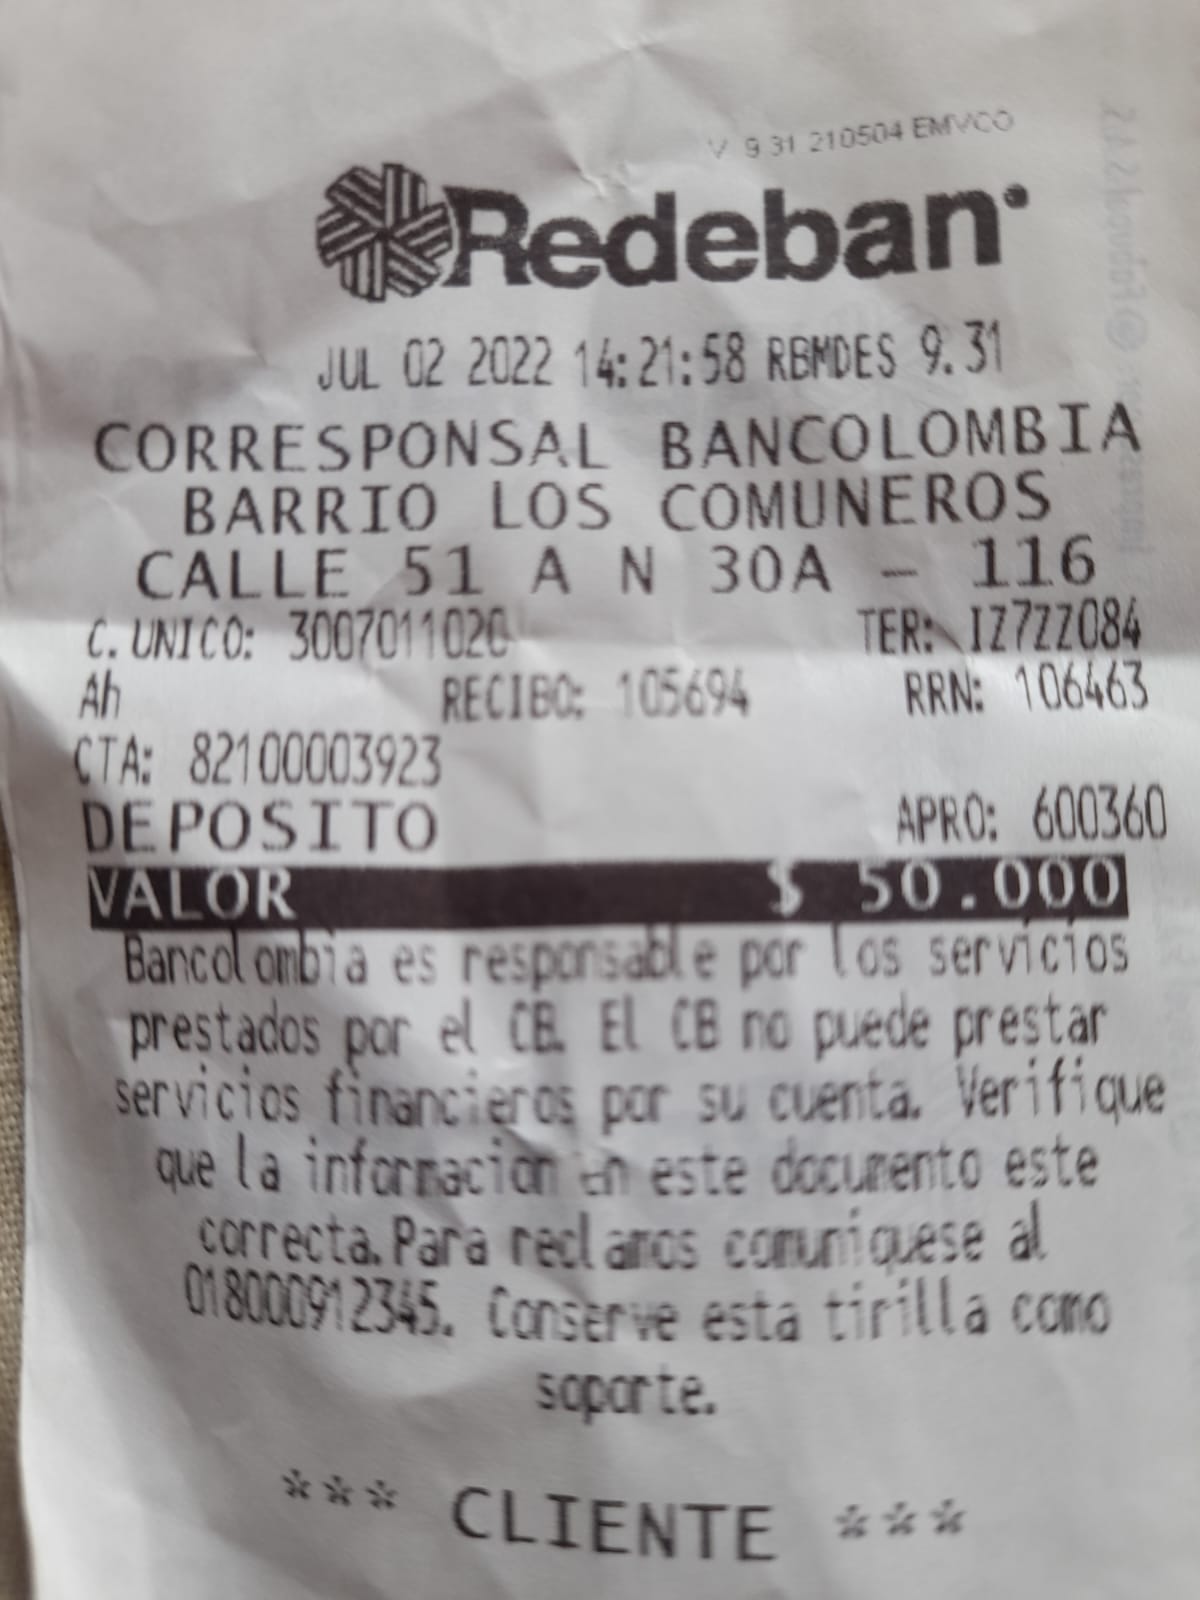 V 9 31 210504 EMVCO
Redeban
JUL 02 2022 14:21:58 RBMDES 9.31
CORRESPONSAL BANCOLOMBIA
BARRIO LOS COMUNEROS
CALLE 51 A N 30A - 116
C. UNICO: 3007011020 TER: IZ7ZZ084
Ah RECIBO: 105694 RRN: 106463
CTA: 82100003923
DEPOSITO APRO: 600360
VALOR $ 50.000
Bancolombia es responsable por los servicios
prestados por el CB. El CB no puede prestar
servicios financieros por su cuenta. Verifique
que la informacion en este documento este
correcta. Para reclamos comuniquese al
018000912345. Conserve esta tirilla como
soporte.
*** CLIENTE ***